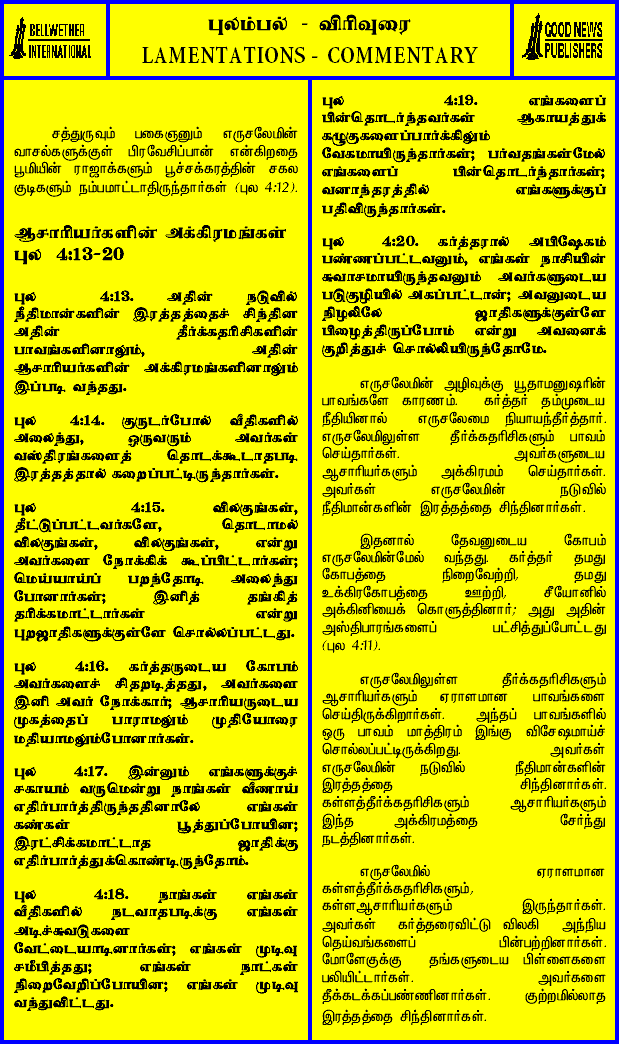 BELLWETHER
INTERNATIONAL
புலம்பல் - விரிவுரை
LAMENTATIONS - COMMENTARY
GOOD NEWS
PUBLISHERS
சத்துருவும் பகைஞனும் எருசலேமின்
வாசல்களுக்குள் பிரவேசிப்பான் என்கிறதை
பூமியின் ராஜாக்களும் பூச்சக்கரத்தின் சகல
குடிகளும் நம்பமாட்டாதிருந்தார்கள் (புல 4:12).
ஆசாரியர்களின் அக்கிரமங்கள்
புல 4:13-20
புல 4:13. அதின் நடுவில்
நீதிமான்களின் இரத்தத்தைச் சிந்தின
அதின் தீர்க்கதரிசிகளின்
பாவங்களினாலும், அதின்
ஆசாரியர்களின் அக்கிரமங்களினாலும்
இப்படி வந்தது.
புல 4:14. குருடர்போல் வீதிகளில்
அலைந்து, ஒருவரும் அவர்கள்
வஸ்திரங்களைத் தொடக்கூடாதபடி
இரத்தத்தால் கறைப்பட்டிருந்தார்கள்.
புல 4:15. விலகுங்கள்,
தீட்டுப்பட்டவர்களே, தொடாமல்
விலகுங்கள், விலகுங்கள், என்று
அவர்களை நோக்கிக் கூப்பிட்டார்கள்;
மெய்யாய்ப் பறந்தோடி அலைந்து
போனார்கள்; இனித் தங்கித்
தரிக்கமாட்டார்கள் என்று
புறஜாதிகளுக்குள்ளே சொல்லப்பட்டது.
புல 4:16. கர்த்தருடைய கோபம்
அவர்களைச் சிதறடித்தது, அவர்களை
இனி அவர் நோக்கார்; ஆசாரியருடைய
முகத்தைப் பாராமலும் முதியோரை
மதியாமலும்போனார்கள்.
புல 4:17. இன்னும் எங்களுக்குச்
சகாயம் வருமென்று நாங்கள் வீணாய்
எதிர்பார்த்திருந்ததினாலே எங்கள்
கண்கள் பூத்துப்போயின;
இரட்சிக்கமாட்டாத ஜாதிக்கு
எதிர்பார்த்துக்கொண்டிருந்தோம்.
புல 4:18. நாங்கள் எங்கள்
வீதிகளில் நடவாதபடிக்கு எங்கள்
அடிச்சுவடுகளை
வேட்டையாடினார்கள்; எங்கள் முடிவு
சமீபித்தது; எங்கள் நாட்கள்
நிறைவேறிப்போயின; எங்கள் முடிவு
வந்துவிட்டது.
புல 4:19. எங்களைப்
பின்தொடர்ந்தவர்கள் ஆகாயத்துக்
கழுகுகளைப்பார்க்கிலும்
வேகமாயிருந்தார்கள்; பர்வதங்கள்மேல்
எங்களைப் பின்தொடர்ந்தார்கள்;
வனாந்தரத்தில் எங்களுக்குப்
பதிவிருந்தார்கள்.
புல 4:20. கர்த்தரால் அபிஷேகம்
பண்ணப்பட்டவனும், எங்கள் நாசியின்
சுவாசமாயிருந்தவனும் அவர்களுடைய
படுகுழியில் அகப்பட்டான்; அவனுடைய
நிழலிலே ஜாதிகளுக்குள்ளே
பிழைத்திருப்போம் என்று அவனைக்
குறித்துச் சொல்லியிருந்தோமே.
எருசலேமின் அழிவுக்கு யூதாமனுஷரின்
பாவங்களே காரணம். கர்த்தர் தம்முடைய
நீதியினால் எருசலேமை நியாயந்தீர்த்தார்.
எருசலேமிலுள்ள தீர்க்கதரிசிகளும் பாவம்
செய்தார்கள். அவர்களுடைய
ஆசாரியர்களும் அக்கிரமம் செய்தார்கள்.
அவர்கள் எருசலேமின் நடுவில்
நீதிமான்களின் இரத்தத்தை சிந்தினார்கள்.
இதனால் தேவனுடைய கோபம்
எருசலேமின்மேல் வந்தது. கர்த்தர் தமது
கோபத்தை நிறைவேற்றி, தமது
உக்கிரகோபத்தை ஊற்றி, சீயோனில்
அக்கினியைக் கொளுத்தினார்; அது அதின்
அஸ்திபாரங்களைப் பட்சித்துப்போட்டது
(புல 4:11).
எருசலேமிலுள்ள தீர்க்கதரிசிகளும்
ஆசாரியர்களும் ஏராளமான பாவங்களை
செய்திருக்கிறார்கள். அந்தப் பாவங்களில்
ஒரு பாவம் மாத்திரம் இங்கு விசேஷமாய்ச்
சொல்லப்பட்டிருக்கிறது. அவர்கள்
எருசலேமின் நடுவில் நீதிமான்களின்
இரத்தத்தை சிந்தினார்கள்.
கள்ளத்தீர்க்கதரிசிகளும் ஆசாரியர்களும்
இந்த அக்கிரமத்தை சேர்ந்து
நடத்தினார்கள்.
எருசலேமில் ஏராளமான
கள்ளத்தீர்க்கதரிசிகளும்,
கள்ளஆசாரியர்களும் இருந்தார்கள்.
அவர்கள் கர்த்தரைவிட்டு விலகி அந்நிய
தெய்வங்களைப் பின்பற்றினார்கள்.
மோளேகுக்கு தங்களுடைய பிள்ளைகளை
பலியிட்டார்கள். அவர்களை
தீக்கடக்கப்பண்ணினார்கள். குற்றமில்லாத
இரத்தத்தை சிந்தினார்கள்.